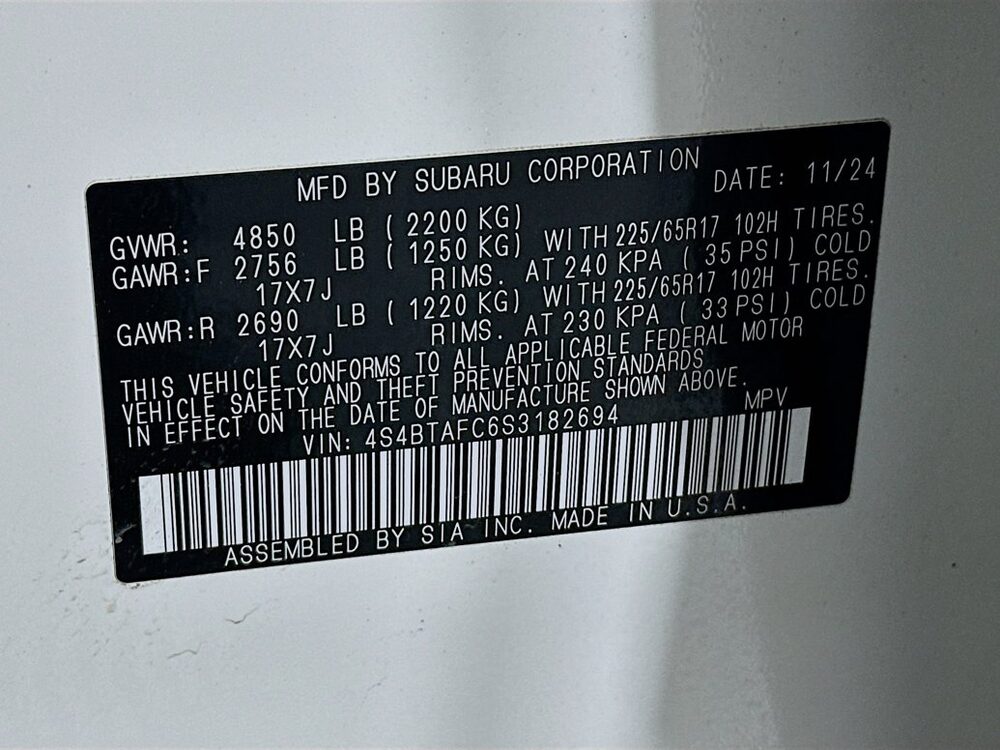 MFD BY SUBARU CORPORATION DATE: 11/24
GVWR: 4850 LB ( 2200 KG)
GAWR:F 2756 LB ( 1250 KG) WITH 225/65R17 102H TIRES.
17X7J RIMS. AT 240 KPA ( 35 PSI) COLD
GAWR:R 2690 LB ( 1220 KG) WITH 225/65R17 102H TIRES.
17X7J RIMS. AT 230 KPA ( 33 PSI) COLD
THIS VEHICLE CONFORMS TO ALL APPLICABLE FEDERAL MOTOR
VEHICLE SAFETY AND THEFT PREVENTION STANDARDS
IN EFFECT ON THE DATE OF MANUFACTURE SHOWN ABOVE.
VIN: 4S4BTAFC6S3182694 MPV
ASSEMBLED BY SIA INC. MADE IN U.S.A.